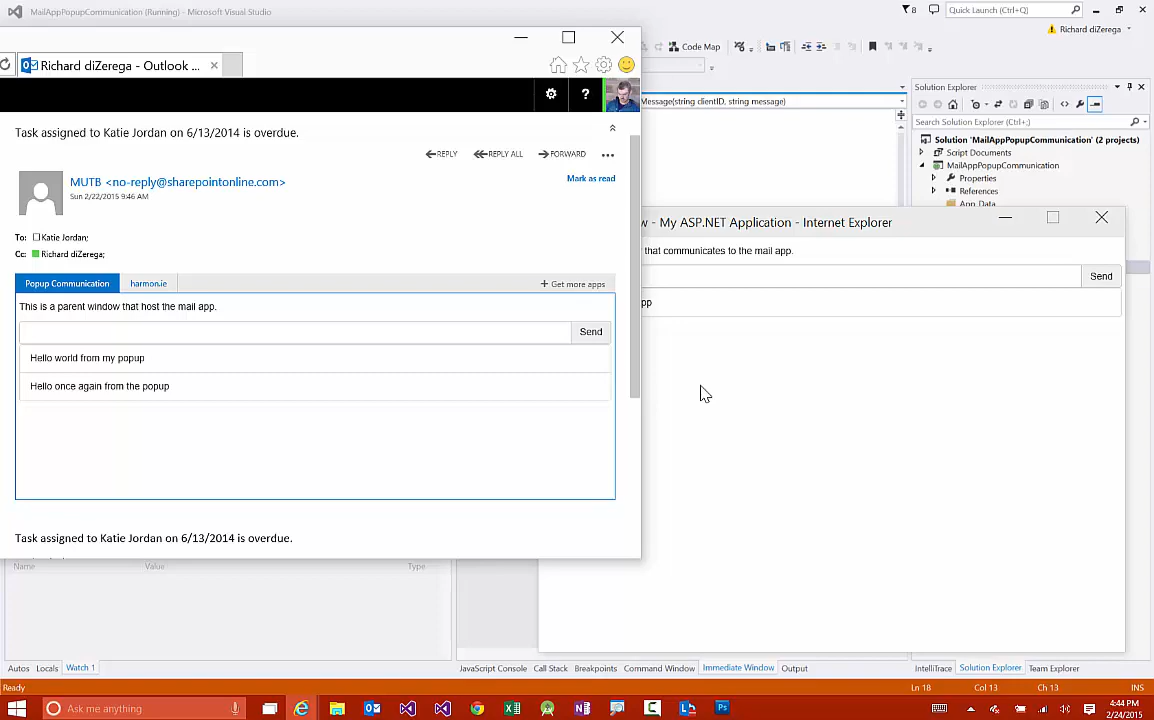 MailAppPopupCommunication (Running) - Microsoft Visual Studio
8
Quick Launch (Ctrl+Q)
Richard diZerega
Code Map
Richard diZerega - Outlook ...
Message(string clientID, string message)
Solution Explorer
Search Solution Explorer (Ctrl+;)
Solution 'MailAppPopupCommunication' (2 projects)
Script Documents
MailAppPopupCommunication
Properties
References
App_Data
?
Task assigned to Katie Jordan on 6/13/2014 is overdue.
REPLY
REPLY ALL
FORWARD
MUTB <no-reply@sharepointonline.com>
Mark as read
Sun 2/22/2015 9:46 AM
To: Katie Jordan;
Cc: Richard diZerega;
Popup Communication
harmon.ie
+ Get more apps
This is a parent window that host the mail app.
Send
Hello world from my popup
Hello once again from the popup
Task assigned to Katie Jordan on 6/13/2014 is overdue.
w - My ASP.NET Application - Internet Explorer
that communicates to the mail app.
Send
pp
Name
Value
Type
Autos
Locals
Watch 1
JavaScript Console
Call Stack
Breakpoints
Command Window
Immediate Window
Output
IntelliTrace
Solution Explorer
Team Explorer
Ready
Ln 18
Col 13
Ch 13
INS
Ask me anything
4:44 PM
2/24/2015